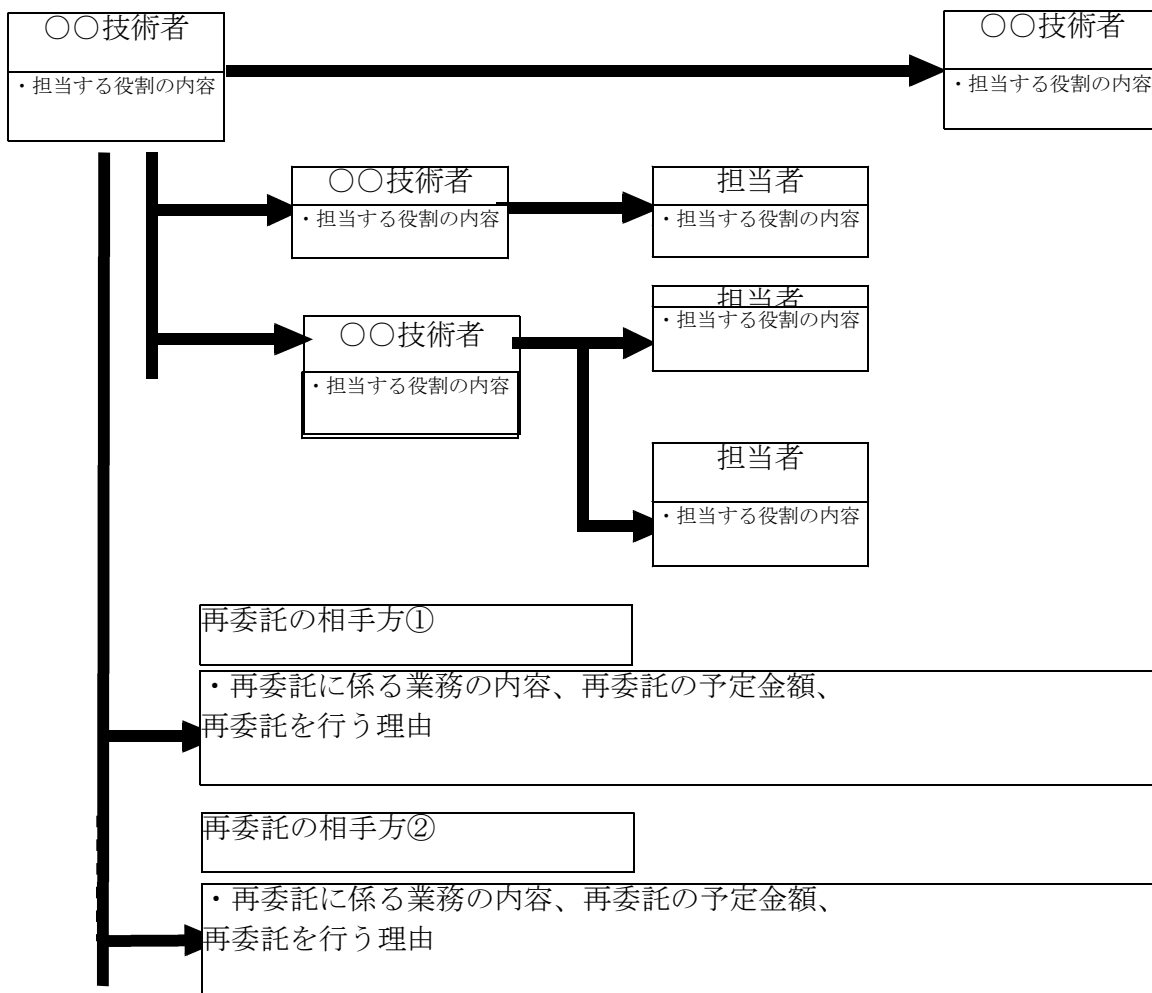 ○○技術者
・担当する役割の内容
○○技術者
・担当する役割の内容
○○技術者
・担当する役割の内容
担当者
・担当する役割の内容
担当者
・担当する役割の内容
○○技術者
・担当する役割の内容
担当者
・担当する役割の内容
再委託の相手方①
・再委託に係る業務の内容、再委託の予定金額、
再委託を行う理由
再委託の相手方②
・再委託に係る業務の内容、再委託の予定金額、
再委託を行う理由